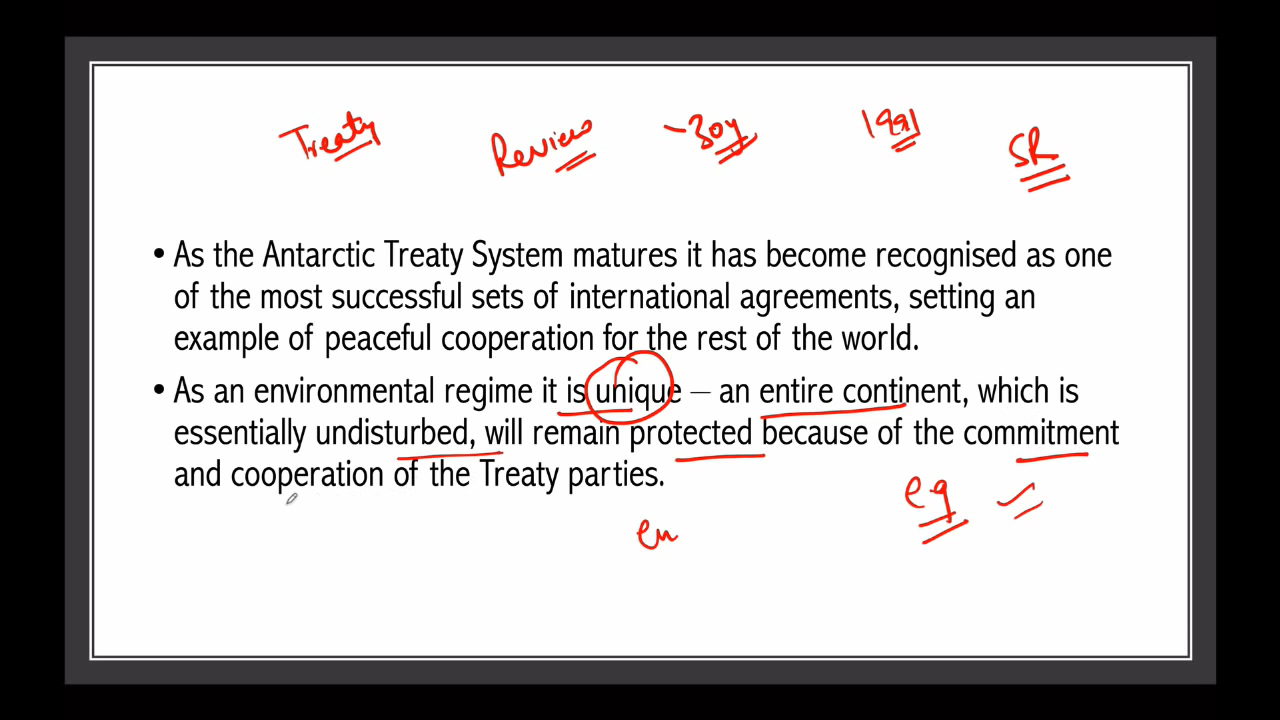 Treaty Review -30y 1991 SR
• As the Antarctic Treaty System matures it has become recognised as one
of the most successful sets of international agreements, setting an
example of peaceful cooperation for the rest of the world.
• As an environmental regime it is unique – an entire continent, which is
essentially undisturbed, will remain protected because of the commitment
and cooperation of the Treaty parties.
eg
en